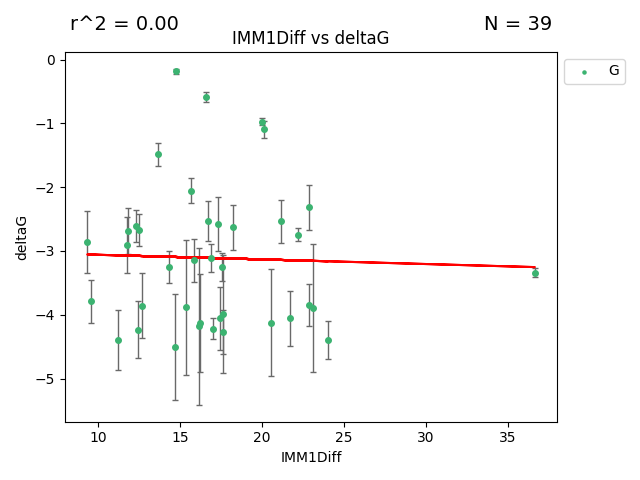 r^2 = 0.00
N = 39
IMM1Diff vs deltaG
G
0
−1
−2
−3
−4
−5
deltaG
10 15 20 25 30 35
IMM1Diff